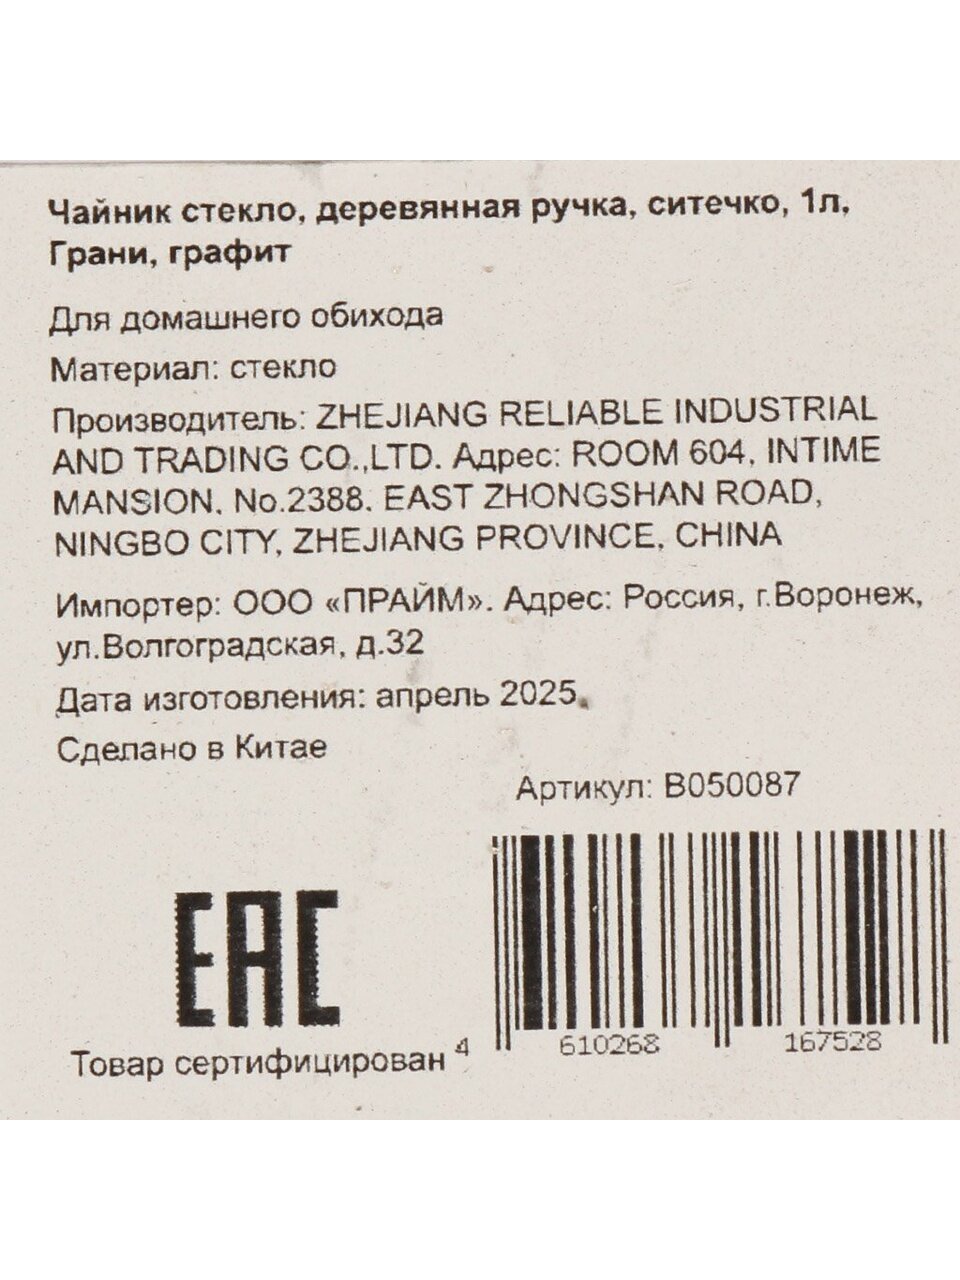 Чайник стекло, деревянная ручка, ситечко, 1л,
Грани, графит
Для домашнего обихода
Материал: стекло
Производитель: ZHEJIANG RELIABLE INDUSTRIAL
AND TRADING CO.,LTD. Адрес: ROOM 604, INTIME
MANSION, No.2388, EAST ZHONGSHAN ROAD,
NINGBO CITY, ZHEJIANG PROVINCE, CHINA
Импортер: ООО «ПРАЙМ». Адрес: Россия, г.Воронеж,
ул.Волгоградская, д.32
Дата изготовления: апрель 2025.
Сделано в Китае
Артикул: B050087
EAC
Товар сертифицирован
4 610268 167528